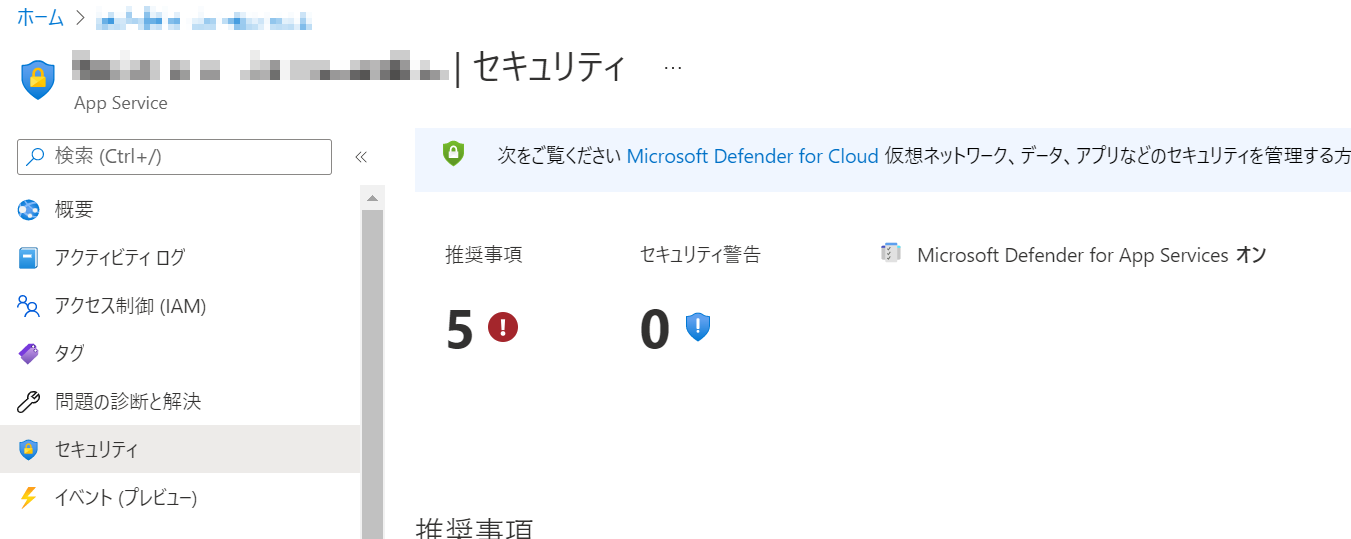 ホーム
| セキュリティ ...
App Service
検索 (Ctrl+/)
«
概要
アクティビティ ログ
アクセス制御 (IAM)
タグ
問題の診断と解決
セキュリティ
イベント (プレビュー)
次をご覧ください Microsoft Defender for Cloud 仮想ネットワーク、データ、アプリなどのセキュリティを管理する方
推奨事項
5
セキュリティ警告
0
Microsoft Defender for App Services オン
推奨事項